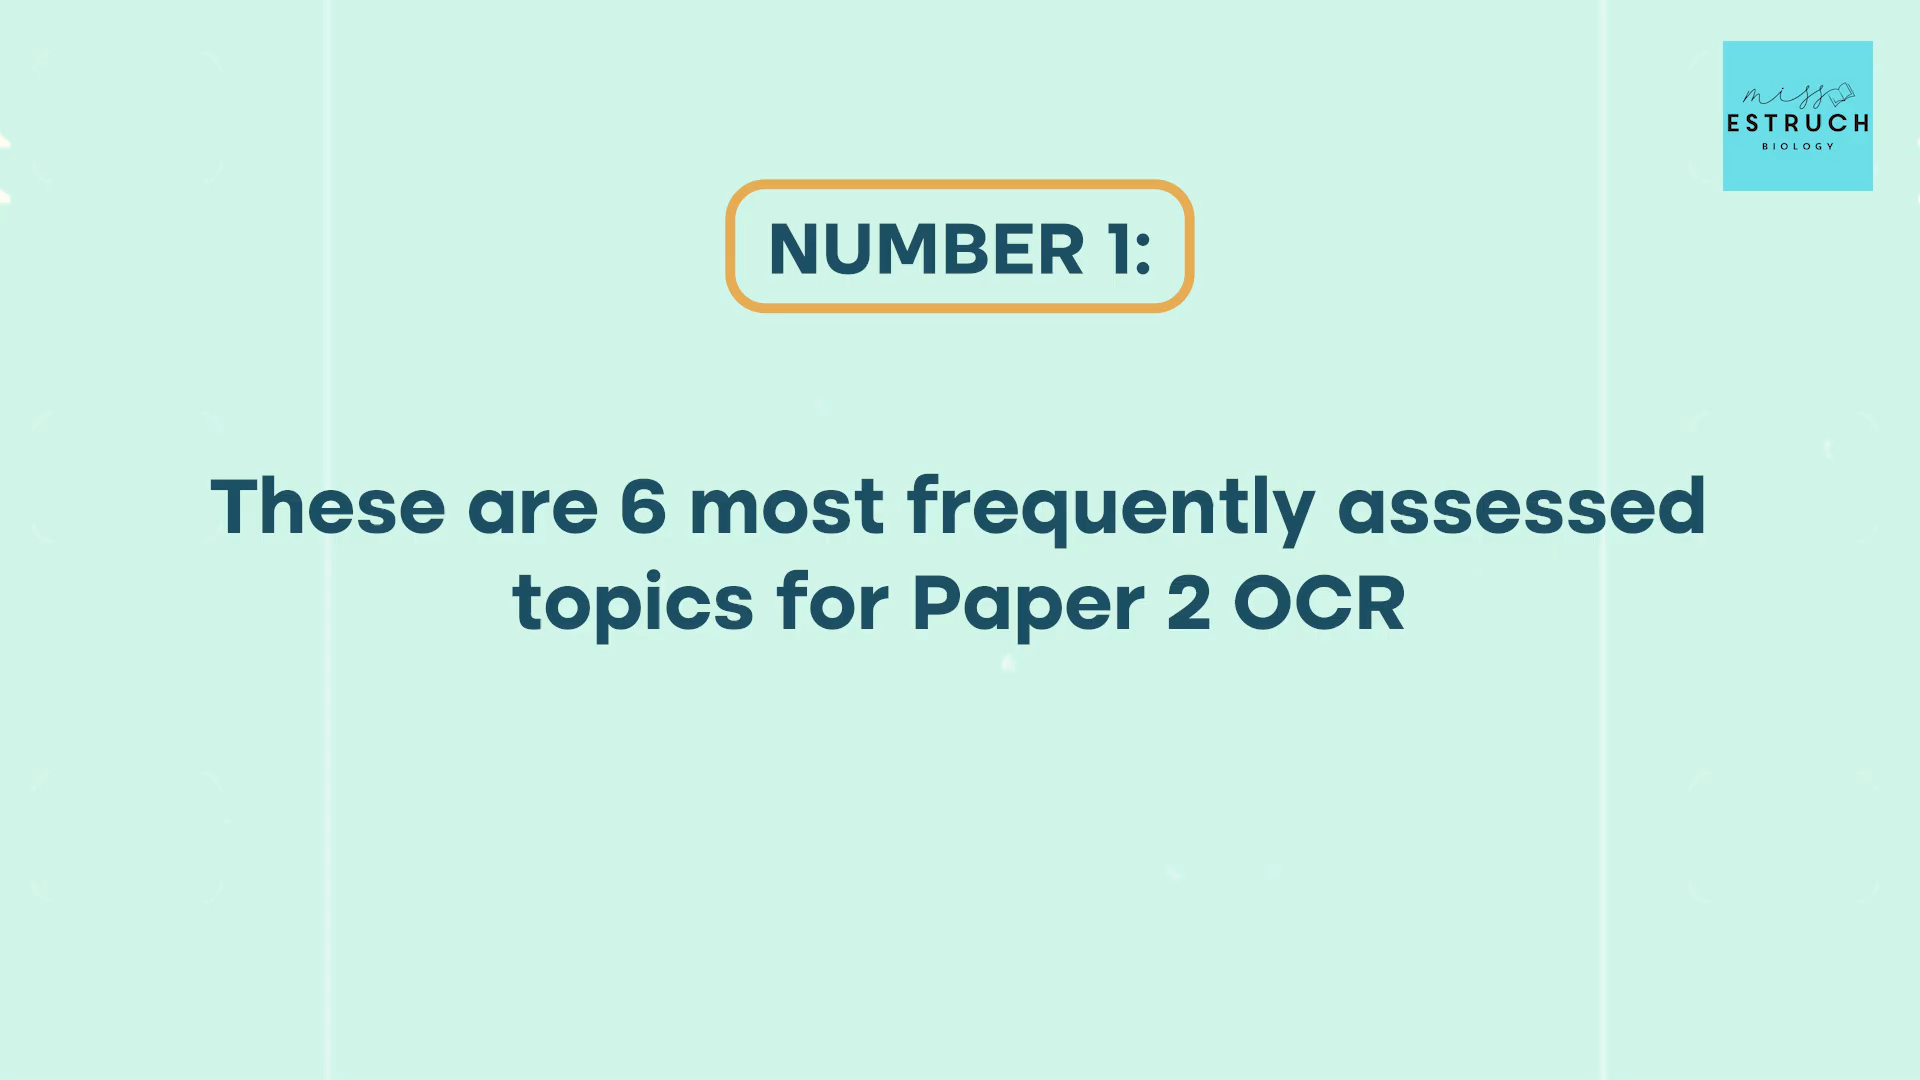 miss
ESTRUCH
BIOLOGY
NUMBER 1:
These are 6 most frequently assessed
topics for Paper 2 OCR